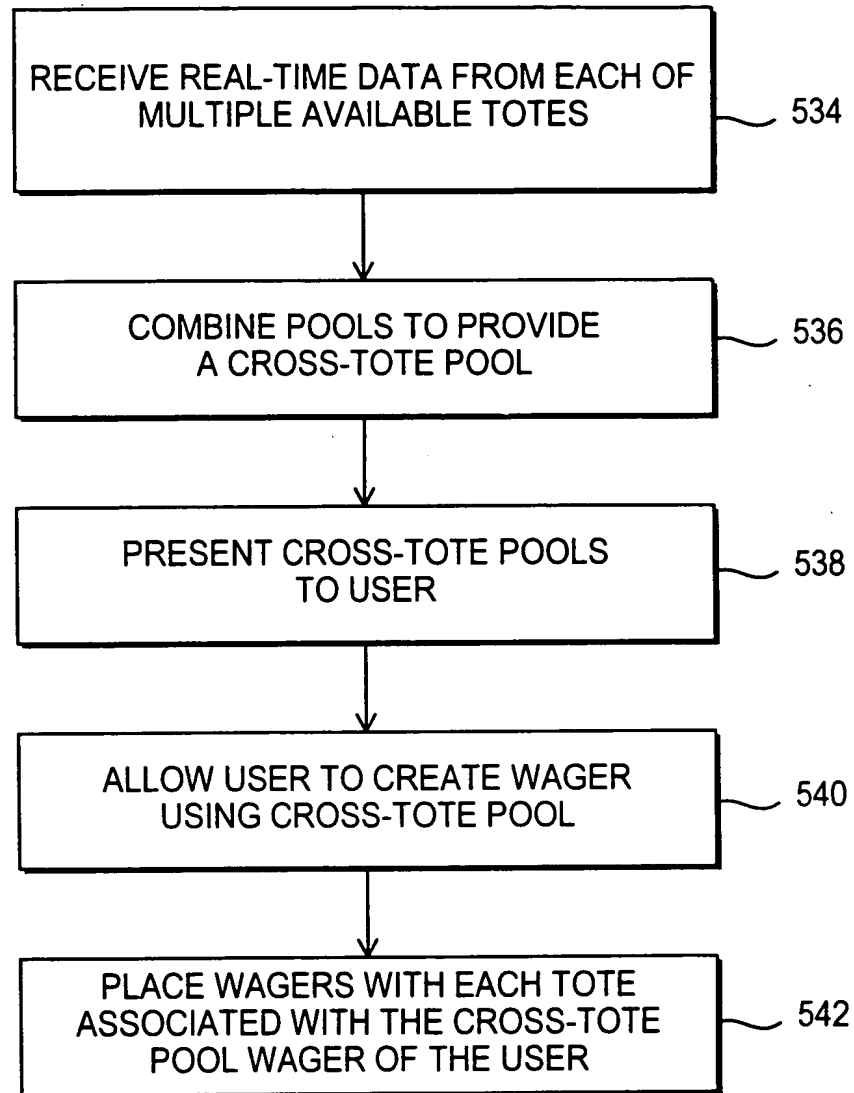 RECEIVE REAL-TIME DATA FROM EACH OF
MULTIPLE AVAILABLE TOTES
534
COMBINE POOLS TO PROVIDE
A CROSS-TOTE POOL
536
PRESENT CROSS-TOTE POOLS
TO USER
538
ALLOW USER TO CREATE WAGER
USING CROSS-TOTE POOL
540
PLACE WAGERS WITH EACH TOTE
ASSOCIATED WITH THE CROSS-TOTE
POOL WAGER OF THE USER
542